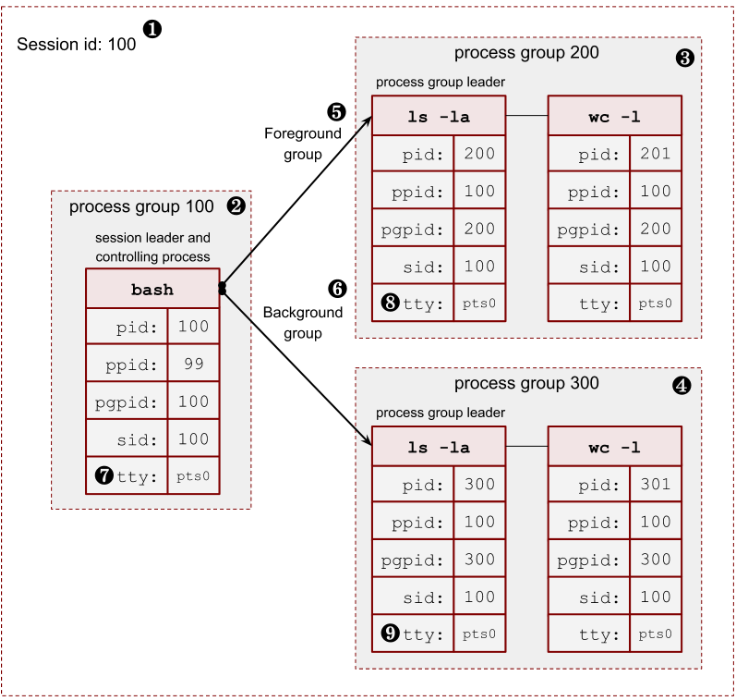 Session id: 100 ❶
process group 200 ❸
process group leader
ls -la
wc -l
pid: 200
pid: 201
ppid: 100
ppid: 100
pgpid: 200
pgpid: 200
sid: 100
sid: 100
❽tty: pts0
tty: pts0
❺
Foreground
group
process group 100 ❷
session leader and
controlling process
bash
pid: 100
ppid: 99
pgpid: 100
sid: 100
❼tty: pts0
❻
Background
group
process group 300 ❹
process group leader
ls -la
wc -l
pid: 300
pid: 301
ppid: 100
ppid: 100
pgpid: 300
pgpid: 300
sid: 100
sid: 100
❾tty: pts0
tty: pts0